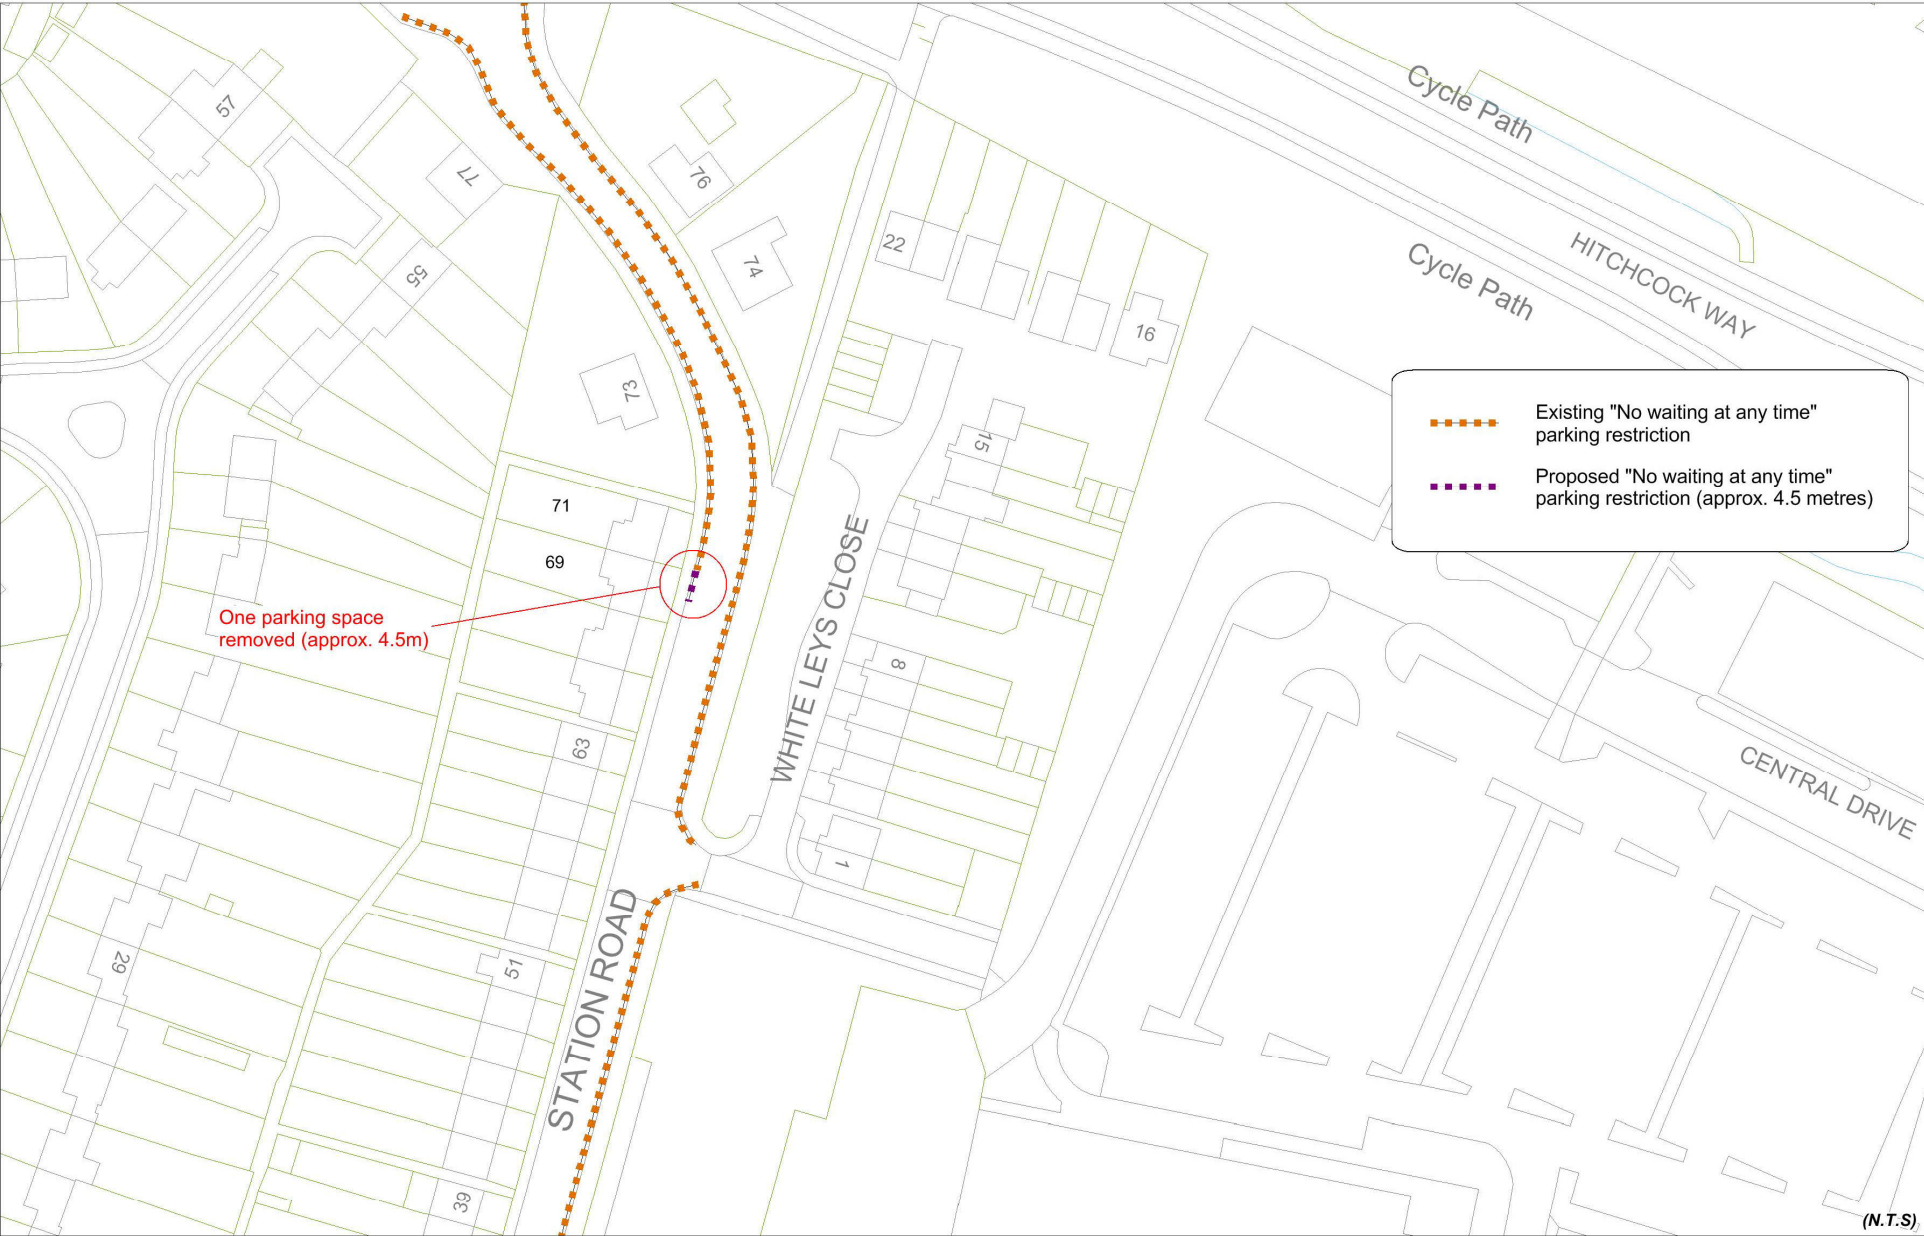 Cycle Path
57
77
76
HITCHCOCK WAY
22
Cycle Path
74
55
16
73
Existing "No waiting at any time"
parking restriction
15
Proposed "No waiting at any time"
parking restriction (approx. 4.5 metres)
71
69
WHITE LEYS CLOSE
One parking space
removed (approx. 4.5m)
8
63
CENTRAL DRIVE
1
STATION ROAD
29
51
39
(N.T.S)